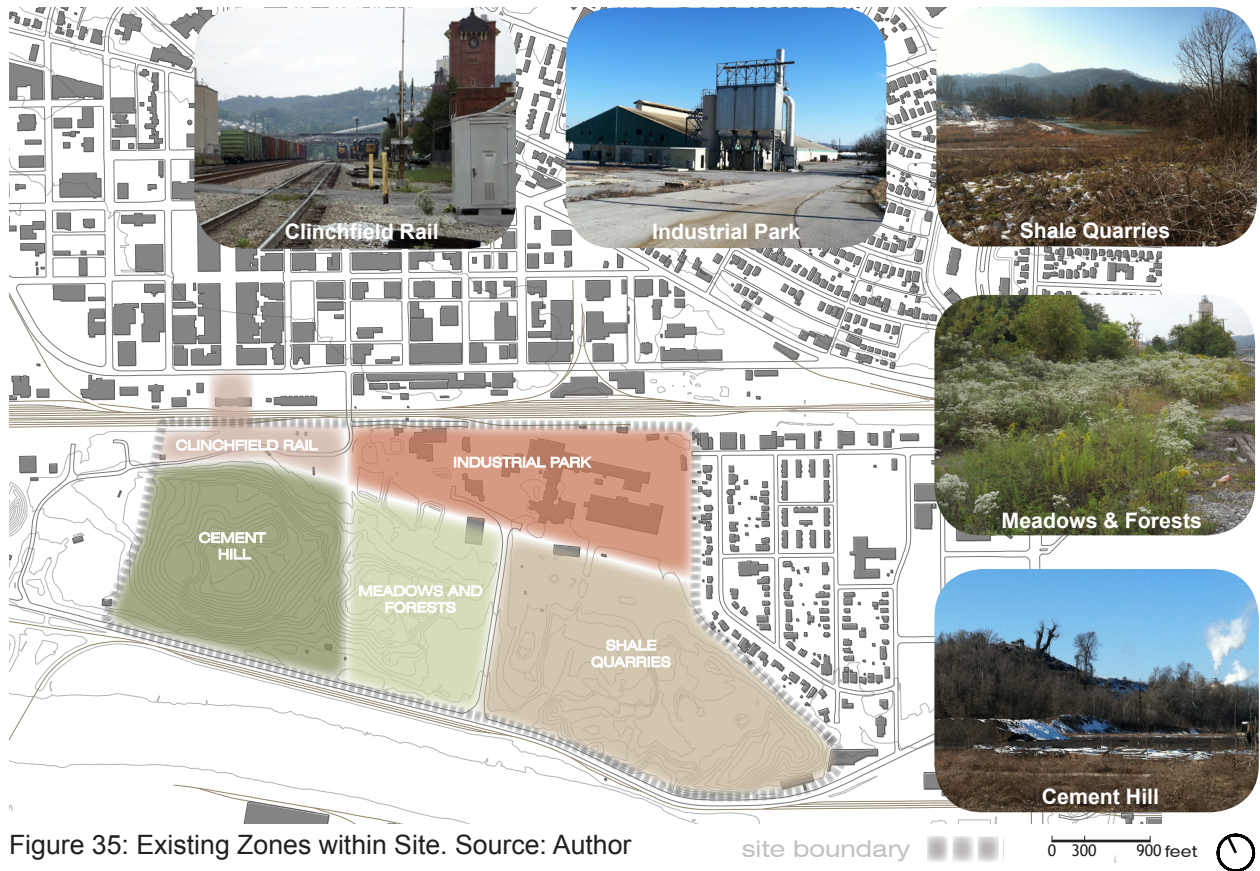 Clinchfield Rail
Industrial Park
Shale Quarries
Meadows & Forests
Cement Hill
CLINCHFIELD RAIL
INDUSTRIAL PARK
CEMENT
HILL
MEADOWS AND
FORESTS
SHALE
QUARRIES
Figure 35: Existing Zones within Site. Source: Author
site boundary
0 300 900 feet